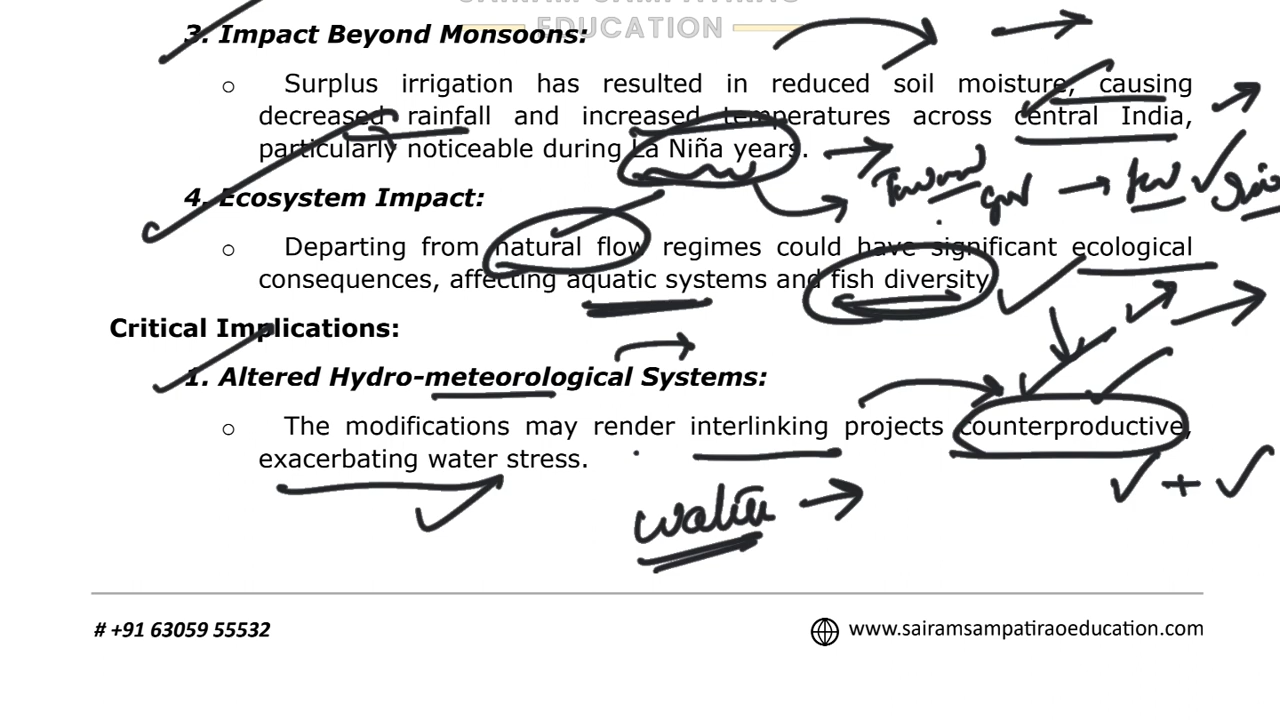 EDUCATION
3. Impact Beyond Monsoons:
o Surplus irrigation has resulted in reduced soil moisture, causing
decreased rainfall and increased temperatures across central India,
particularly noticeable during La Niña years.
4. Ecosystem Impact:
o Departing from natural flow regimes could have significant ecological
consequences, affecting aquatic systems and fish diversity
Critical Implications:
1. Altered Hydro-meteorological Systems:
o The modifications may render interlinking projects counterproductive,
exacerbating water stress.
water
# +91 63059 55532
www.sairamsampatiraoeducation.com